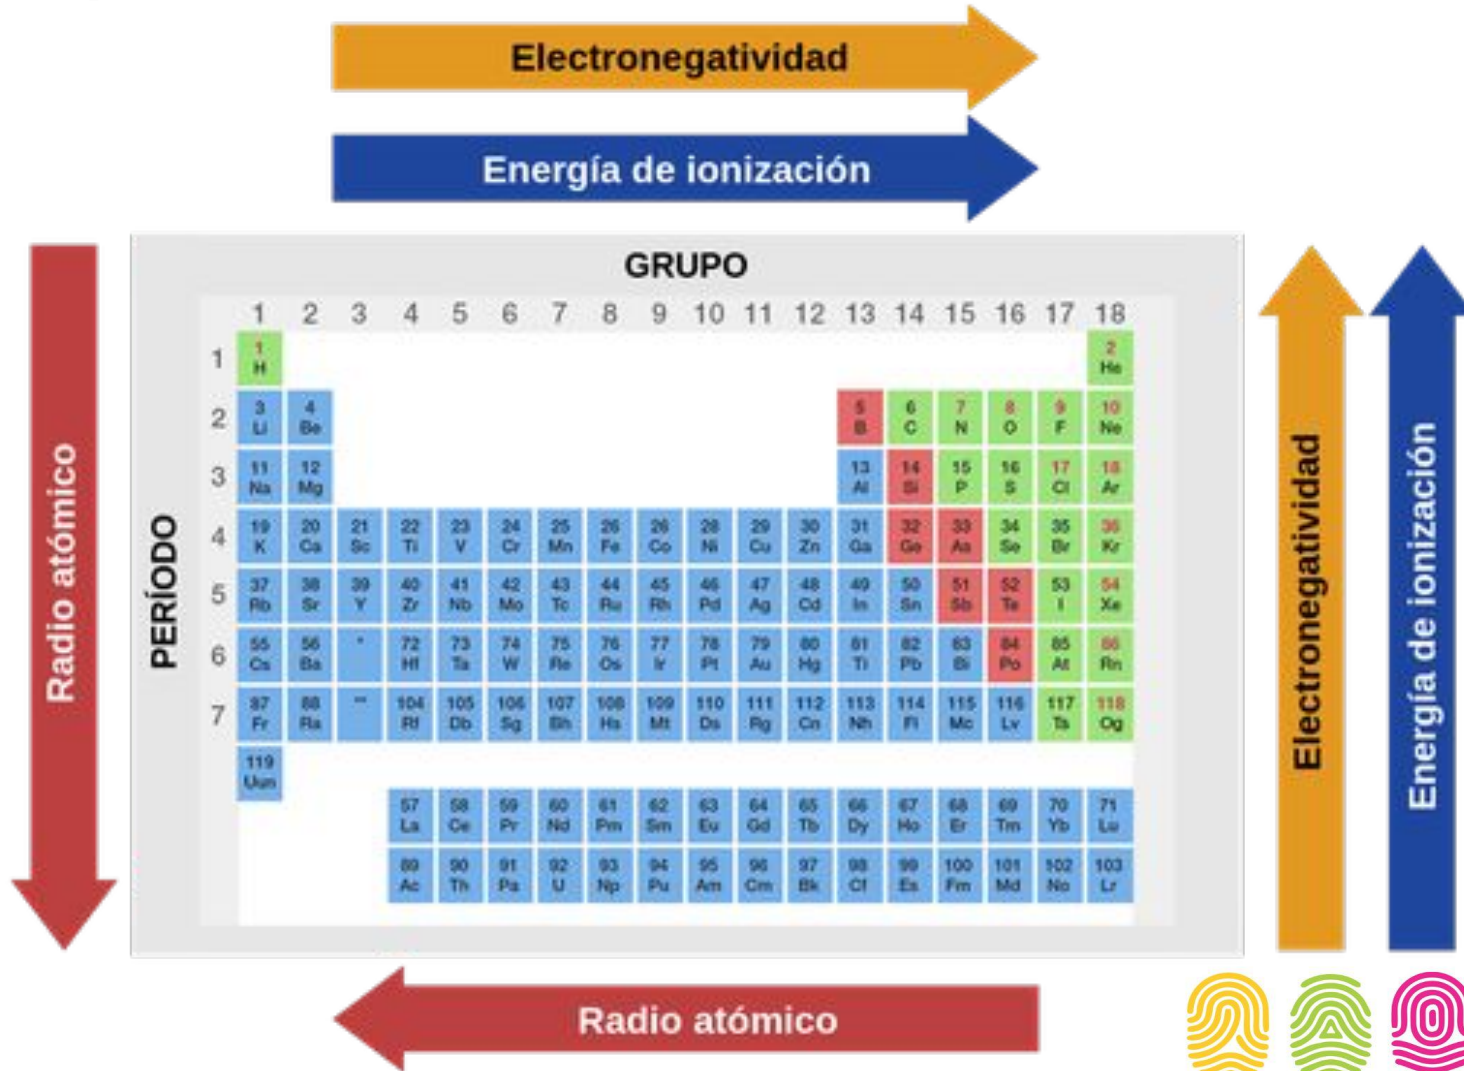 Electronegatividad
Energía de ionización
GRUPO
1 2 3 4 5 6 7 8 9 10 11 12 13 14 15 16 17 18
Radio atómico
PERÍODO
1
1 H
2 He
2
3 Li
4 Be
5 B
6 C
7 N
8 O
9 F
10 Ne
3
11 Na
12 Mg
13 Al
14 Si
15 P
16 S
17 Cl
18 Ar
4
19 K
20 Ca
21 Sc
22 Ti
23 V
24 Cr
25 Mn
26 Fe
26 Co
28 Ni
29 Cu
30 Zn
31 Ga
32 Ge
33 As
34 Se
35 Br
36 Kr
5
37 Rb
38 Sr
39 Y
40 Zr
41 Nb
42 Mo
43 Tc
44 Ru
45 Rh
46 Pd
47 Ag
48 Cd
49 In
50 Sn
51 Sb
52 Te
53 I
54 Xe
6
55 Cs
56 Ba
*
72 Hf
73 Ta
74 W
75 Re
76 Os
77 Ir
78 Pt
79 Au
80 Hg
81 Tl
82 Pb
83 Bi
84 Po
85 At
86 Rn
7
87 Fr
88 Ra
**
104 Rf
105 Db
106 Sg
107 Bh
108 Hs
109 Mt
110 Ds
111 Rg
112 Cn
113 Nh
114 Fl
115 Mc
116 Lv
117 Ts
118 Og
119 Uun
57 La
58 Ce
59 Pr
60 Nd
61 Pm
62 Sm
63 Eu
64 Gd
65 Tb
66 Dy
67 Ho
68 Er
69 Tm
70 Yb
71 Lu
89 Ac
90 Th
91 Pa
92 U
93 Np
94 Pu
95 Am
96 Cm
97 Bk
98 Cf
99 Es
100 Fm
101 Md
102 No
103 Lr
Electronegatividad
Energía de ionización
Radio atómico